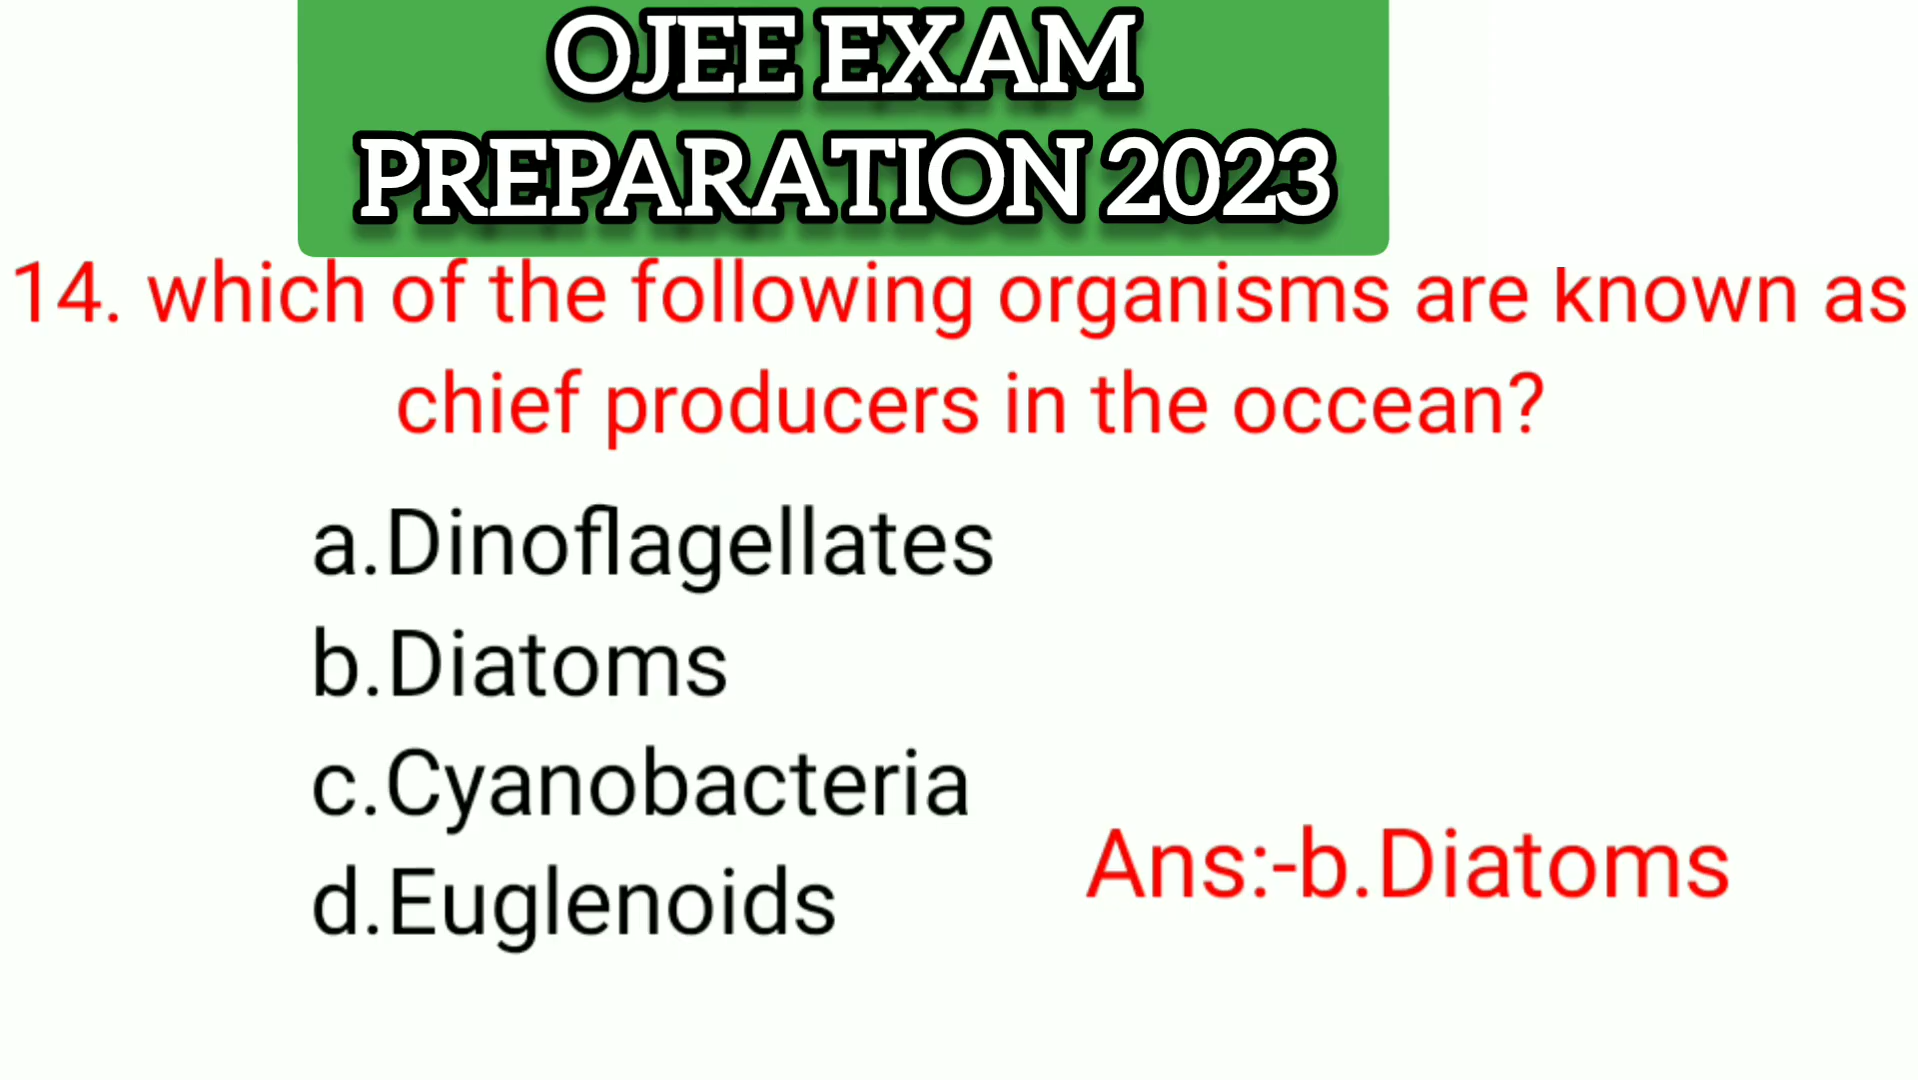 OJEE EXAM
PREPARATION 2023
14. which of the following organisms are known as
chief producers in the occean?
a.Dinoflagellates
b.Diatoms
c.Cyanobacteria
d.Euglenoids
Ans:-b.Diatoms